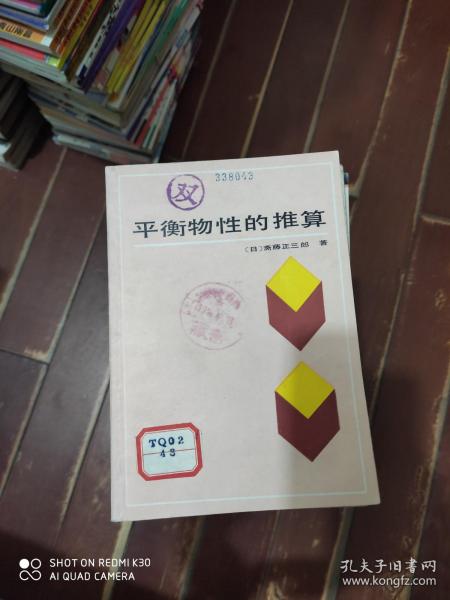 双
338043
平衡物性的推算
〔日〕斋藤正三郎 著
TQ02
43
SHOT ON REDMI K30
AI QUAD CAMERA
孔夫子旧书网
www.kongfz.com